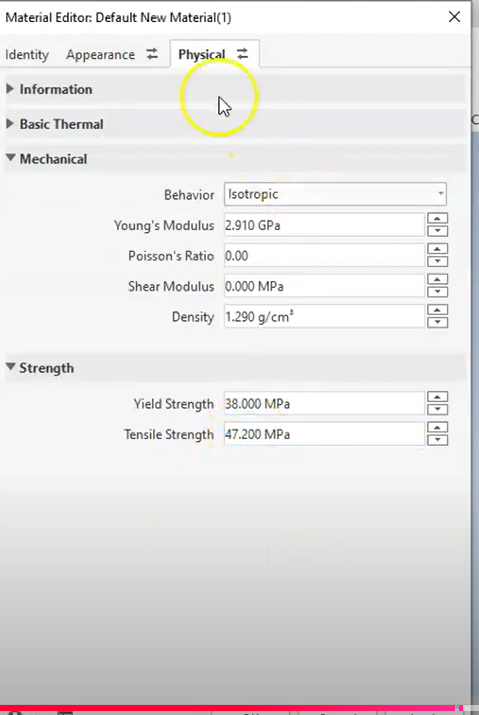 Material Editor: Default New Material(1)
Identity Appearance Physical
Information
Basic Thermal
Mechanical
Behavior Isotropic
Young's Modulus 2.910 GPa
Poisson's Ratio 0.00
Shear Modulus 0.000 MPa
Density 1.290 g/cm³
Strength
Yield Strength 38.000 MPa
Tensile Strength 47.200 MPa